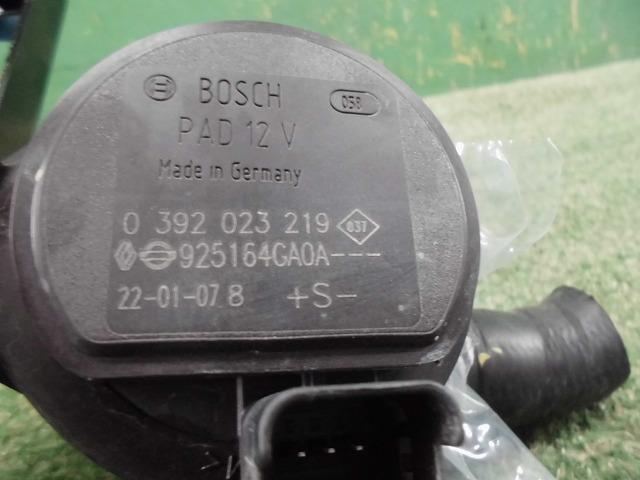 BOSCH 058
PAD 12 V
Made in Germany
0 392 023 219 037
925164GA0A---
22-01-07 8 +S-